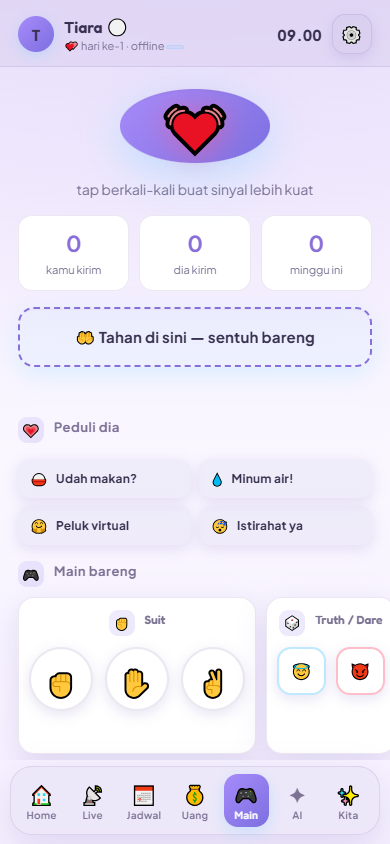 T
Tiara
hari ke-1 · offline
09.00
tap berkali-kali buat sinyal lebih kuat
0
0
0
kamu kirim
dia kirim
minggu ini
Tahan di sini — sentuh bareng
Peduli dia
Udah makan?
Minum air!
Peluk virtual
Istirahat ya
Main bareng
Suit
Truth / Dare
Home
Live
Jadwal
Uang
Main
AI
Kita